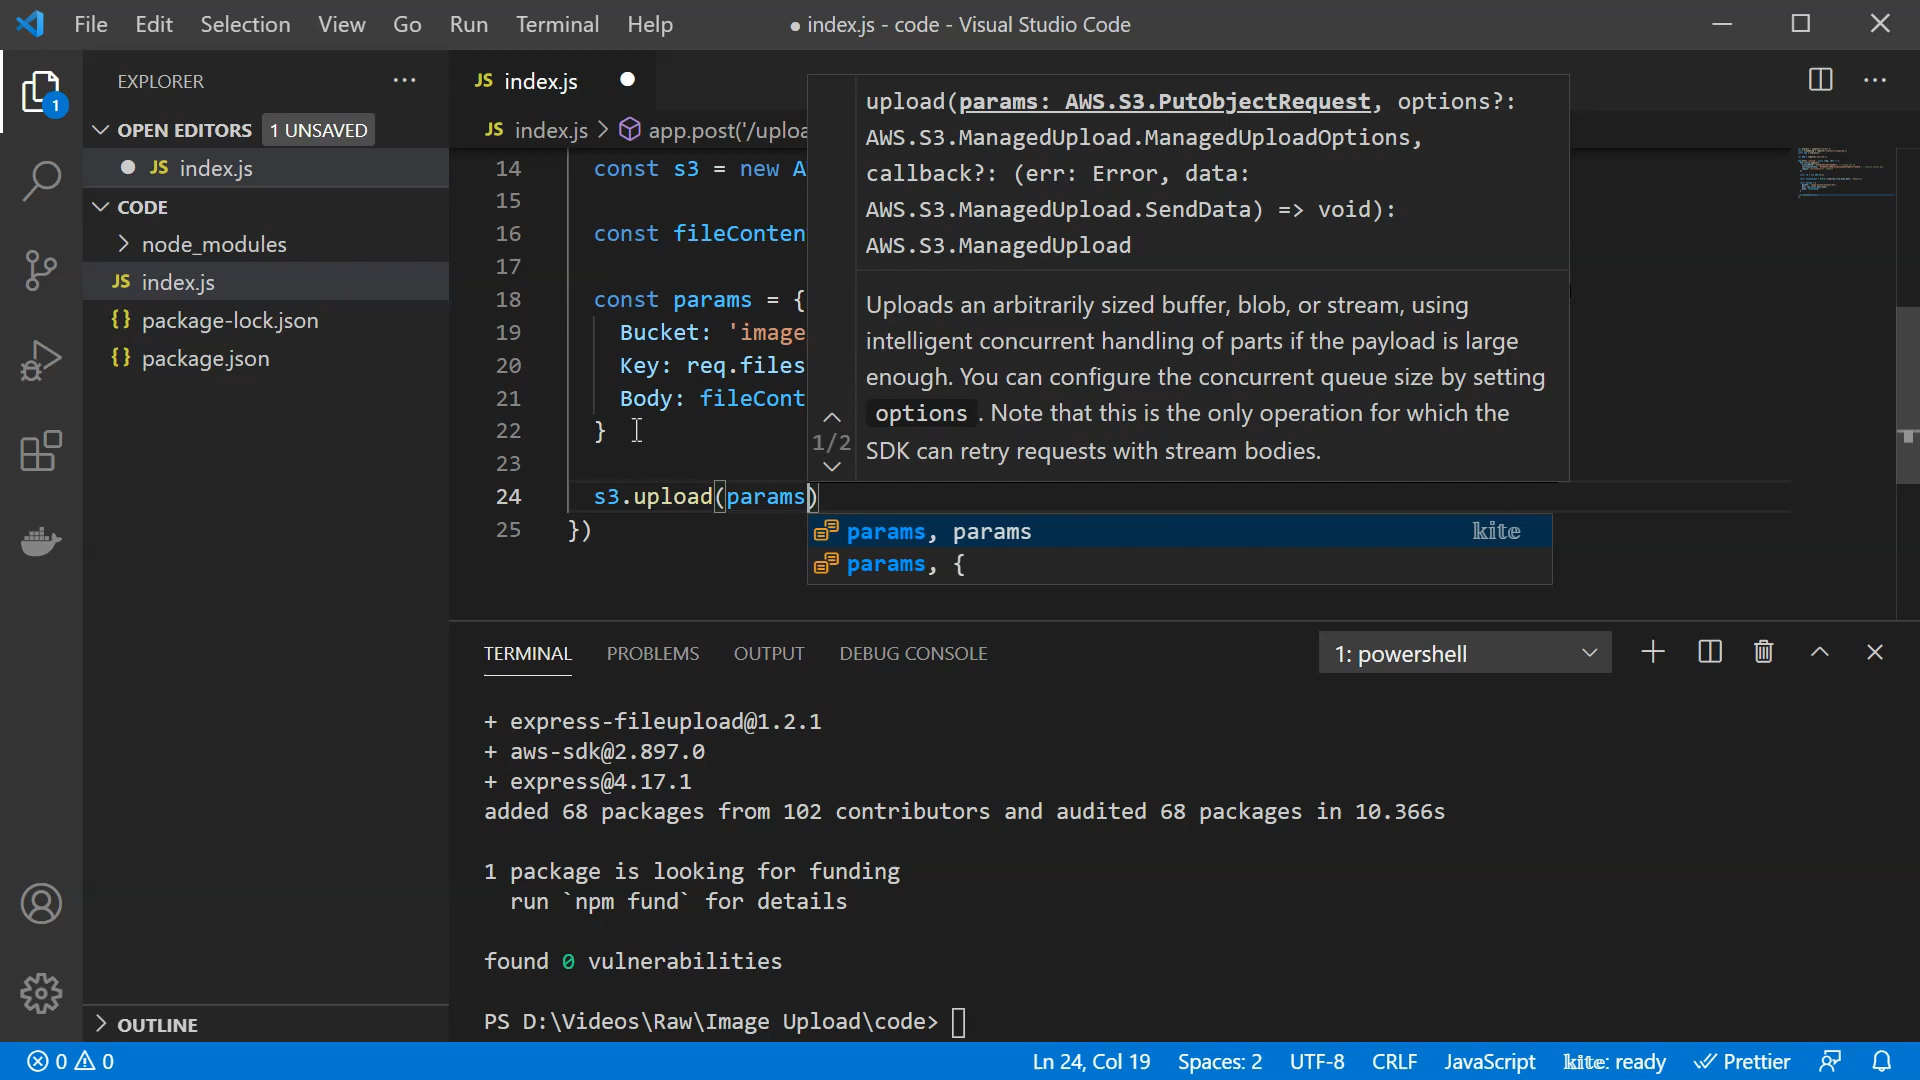 File Edit Selection View Go Run Terminal Help ● index.js - code - Visual Studio Code
EXPLORER ···
1
OPEN EDITORS 1 UNSAVED
● JS index.js
CODE
node_modules
JS index.js
{} package-lock.json
{} package.json
OUTLINE
JS index.js ●
JS index.js > app.post('/uploa
14 const s3 = new A
15
16 const fileConten
17
18 const params = {
19 Bucket: 'image
20 Key: req.files
21 Body: fileCont
22 }
23
24 s3.upload(params)
25 })
upload(params: AWS.S3.PutObjectRequest, options?:
AWS.S3.ManagedUpload.ManagedUploadOptions,
callback?: (err: Error, data:
AWS.S3.ManagedUpload.SendData) => void):
AWS.S3.ManagedUpload
Uploads an arbitrarily sized buffer, blob, or stream, using
intelligent concurrent handling of parts if the payload is large
enough. You can configure the concurrent queue size by setting
options . Note that this is the only operation for which the
SDK can retry requests with stream bodies.
1/2
params, params kite
params, {
TERMINAL PROBLEMS OUTPUT DEBUG CONSOLE 1: powershell
+ express-fileupload@1.2.1
+ aws-sdk@2.897.0
+ express@4.17.1
added 68 packages from 102 contributors and audited 68 packages in 10.366s
1 package is looking for funding
run `npm fund` for details
found 0 vulnerabilities
PS D:\Videos\Raw\Image Upload\code>
0 0 Ln 24, Col 19 Spaces: 2 UTF-8 CRLF JavaScript kite: ready Prettier